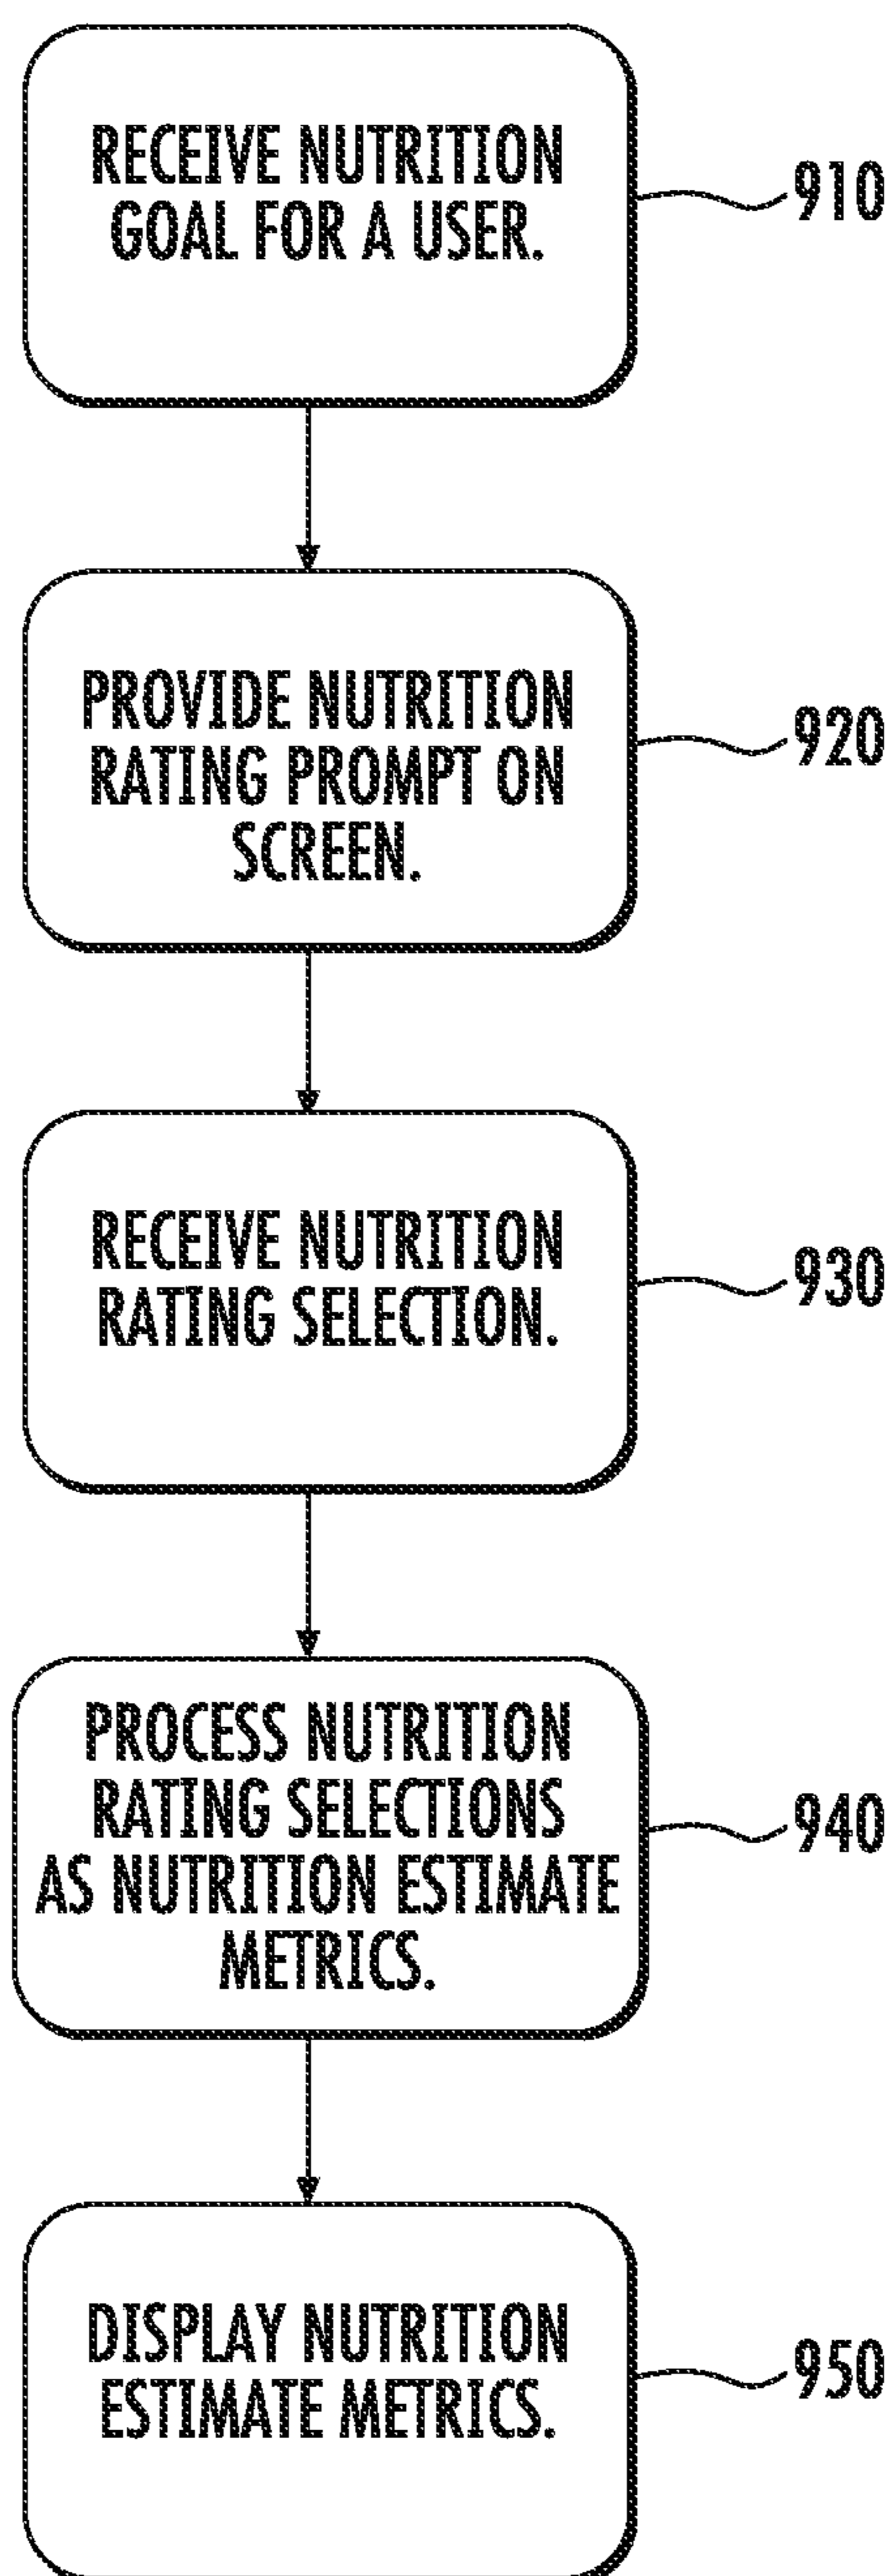 RECEIVE NUTRITION
GOAL FOR A USER.
910
PROVIDE NUTRITION
RATING PROMPT ON
SCREEN.
920
RECEIVE NUTRITION
RATING SELECTION.
930
PROCESS NUTRITION
RATING SELECTIONS
AS NUTRITION ESTIMATE
METRICS.
940
DISPLAY NUTRITION
ESTIMATE METRICS.
950